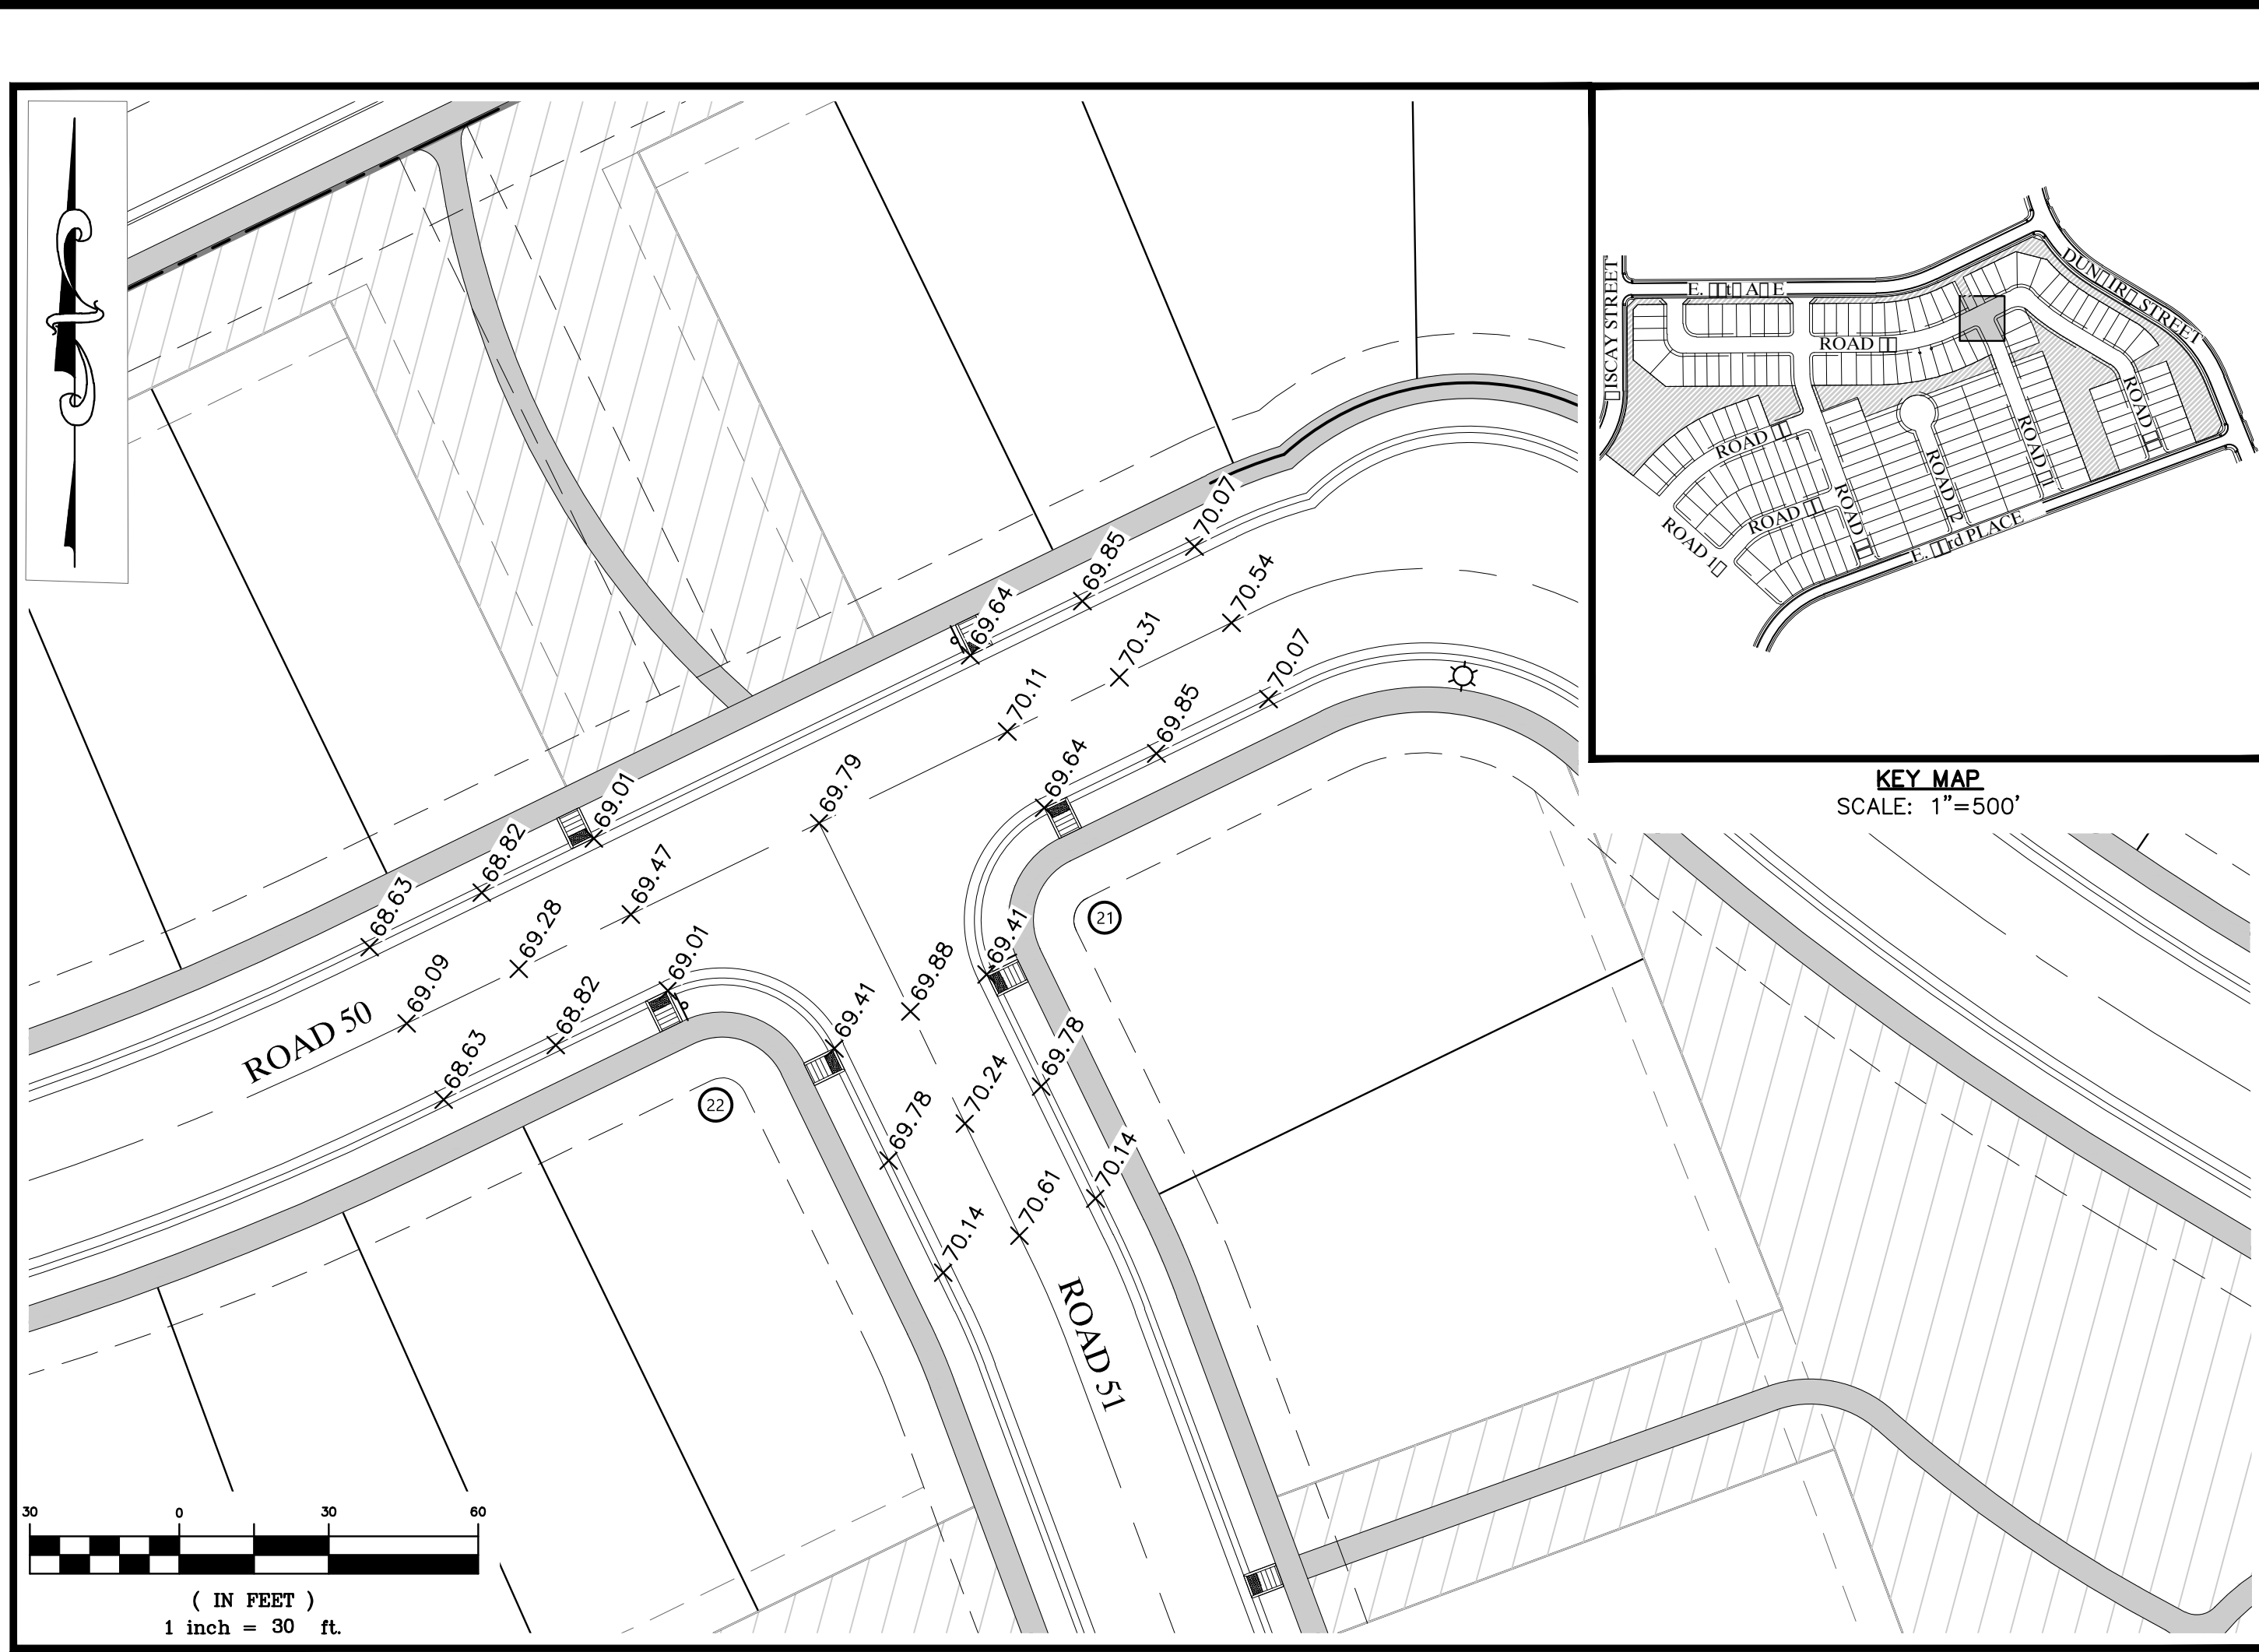 70.07
69.85
70.54
69.64
70.31
70.11
70.07
69.85
69.79
69.64
69.01
68.82
69.47
68.63
69.28
69.41
21
69.01
69.88
69.09
68.82
69.41
ROAD 50
68.63
69.78
70.24
22
69.78
70.14
70.61
70.14
ROAD 51
30 0 30 60
( IN FEET )
1 inch = 30 ft.
DUN IR STREET
ISCAY STREET
E. t A E
ROAD
ROAD
ROAD
ROAD
ROAD
ROAD
ROAD
ROAD 1
E. rd PLACE
KEY MAP
SCALE: 1"=500'